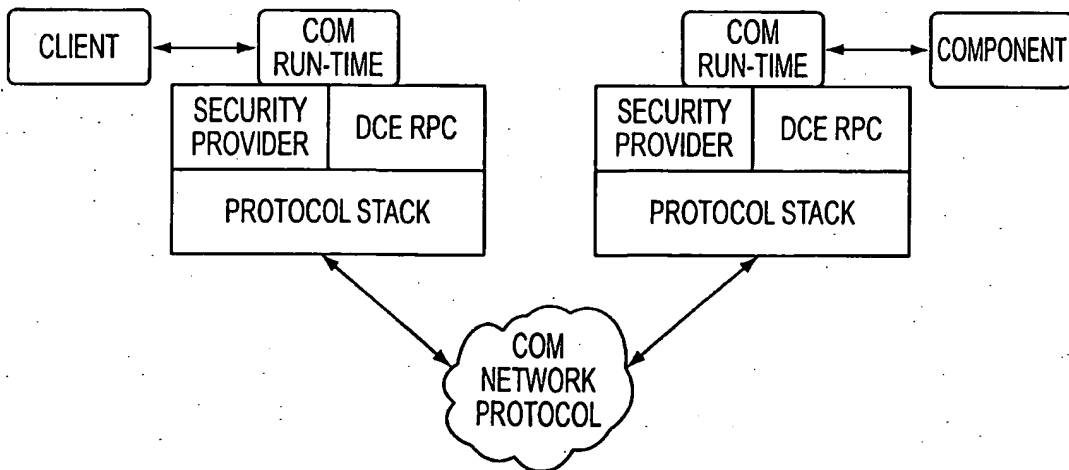 CLIENT
COM
RUN-TIME
COM
RUN-TIME
COMPONENT
SECURITY
PROVIDER
DCE RPC
SECURITY
PROVIDER
DCE RPC
PROTOCOL STACK
PROTOCOL STACK
COM
NETWORK
PROTOCOL